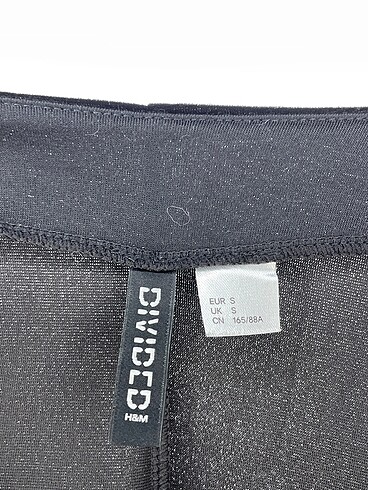 DIVIDED
H&M
EUR S
UK S
CN 165/88A